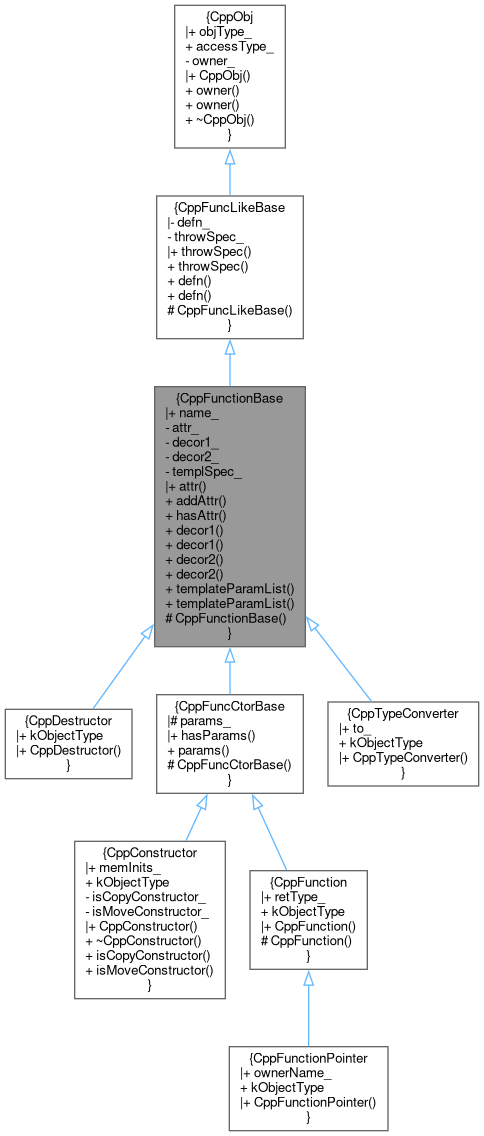 {CppObj
|+ objType_
+ accessType_
- owner_
|+ CppObj()
+ owner()
+ owner()
+ ~CppObj()
}
{CppFuncLikeBase
|- defn_
- throwSpec_
|+ throwSpec()
+ throwSpec()
+ defn()
+ defn()
# CppFuncLikeBase()
}
{CppFunctionBase
|+ name_
- attr_
- decor1_
- decor2_
- templSpec_
|+ attr()
+ addAttr()
+ hasAttr()
+ decor1()
+ decor1()
+ decor2()
+ decor2()
+ templateParamList()
+ templateParamList()
# CppFunctionBase()
}
{CppDestructor
|+ kObjectType
|+ CppDestructor()
}
{CppFuncCtorBase
|# params_
|+ hasParams()
+ params()
# CppFuncCtorBase()
}
{CppTypeConverter
|+ to_
+ kObjectType
|+ CppTypeConverter()
}
{CppConstructor
|+ memInits_
+ kObjectType
- isCopyConstructor_
- isMoveConstructor_
|+ CppConstructor()
+ ~CppConstructor()
+ isCopyConstructor()
+ isMoveConstructor()
}
{CppFunction
|+ retType_
+ kObjectType
|+ CppFunction()
# CppFunction()
}
{CppFunctionPointer
|+ ownerName_
+ kObjectType
|+ CppFunctionPointer()
}